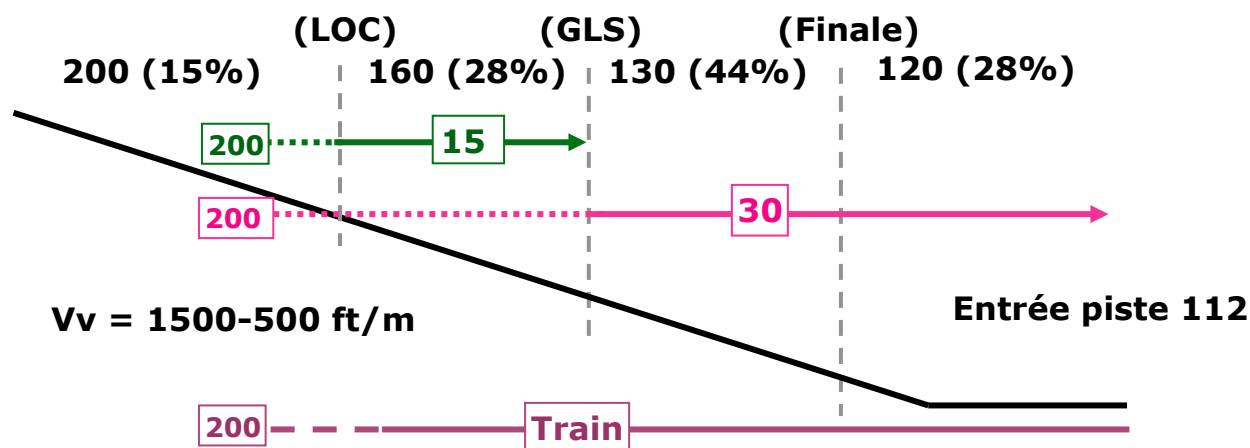 (LOC) (GLS) (Finale)
200 (15%) 160 (28%) 130 (44%) 120 (28%)
200 15
200 30
Vv = 1500-500 ft/m Entrée piste 112
200 Train